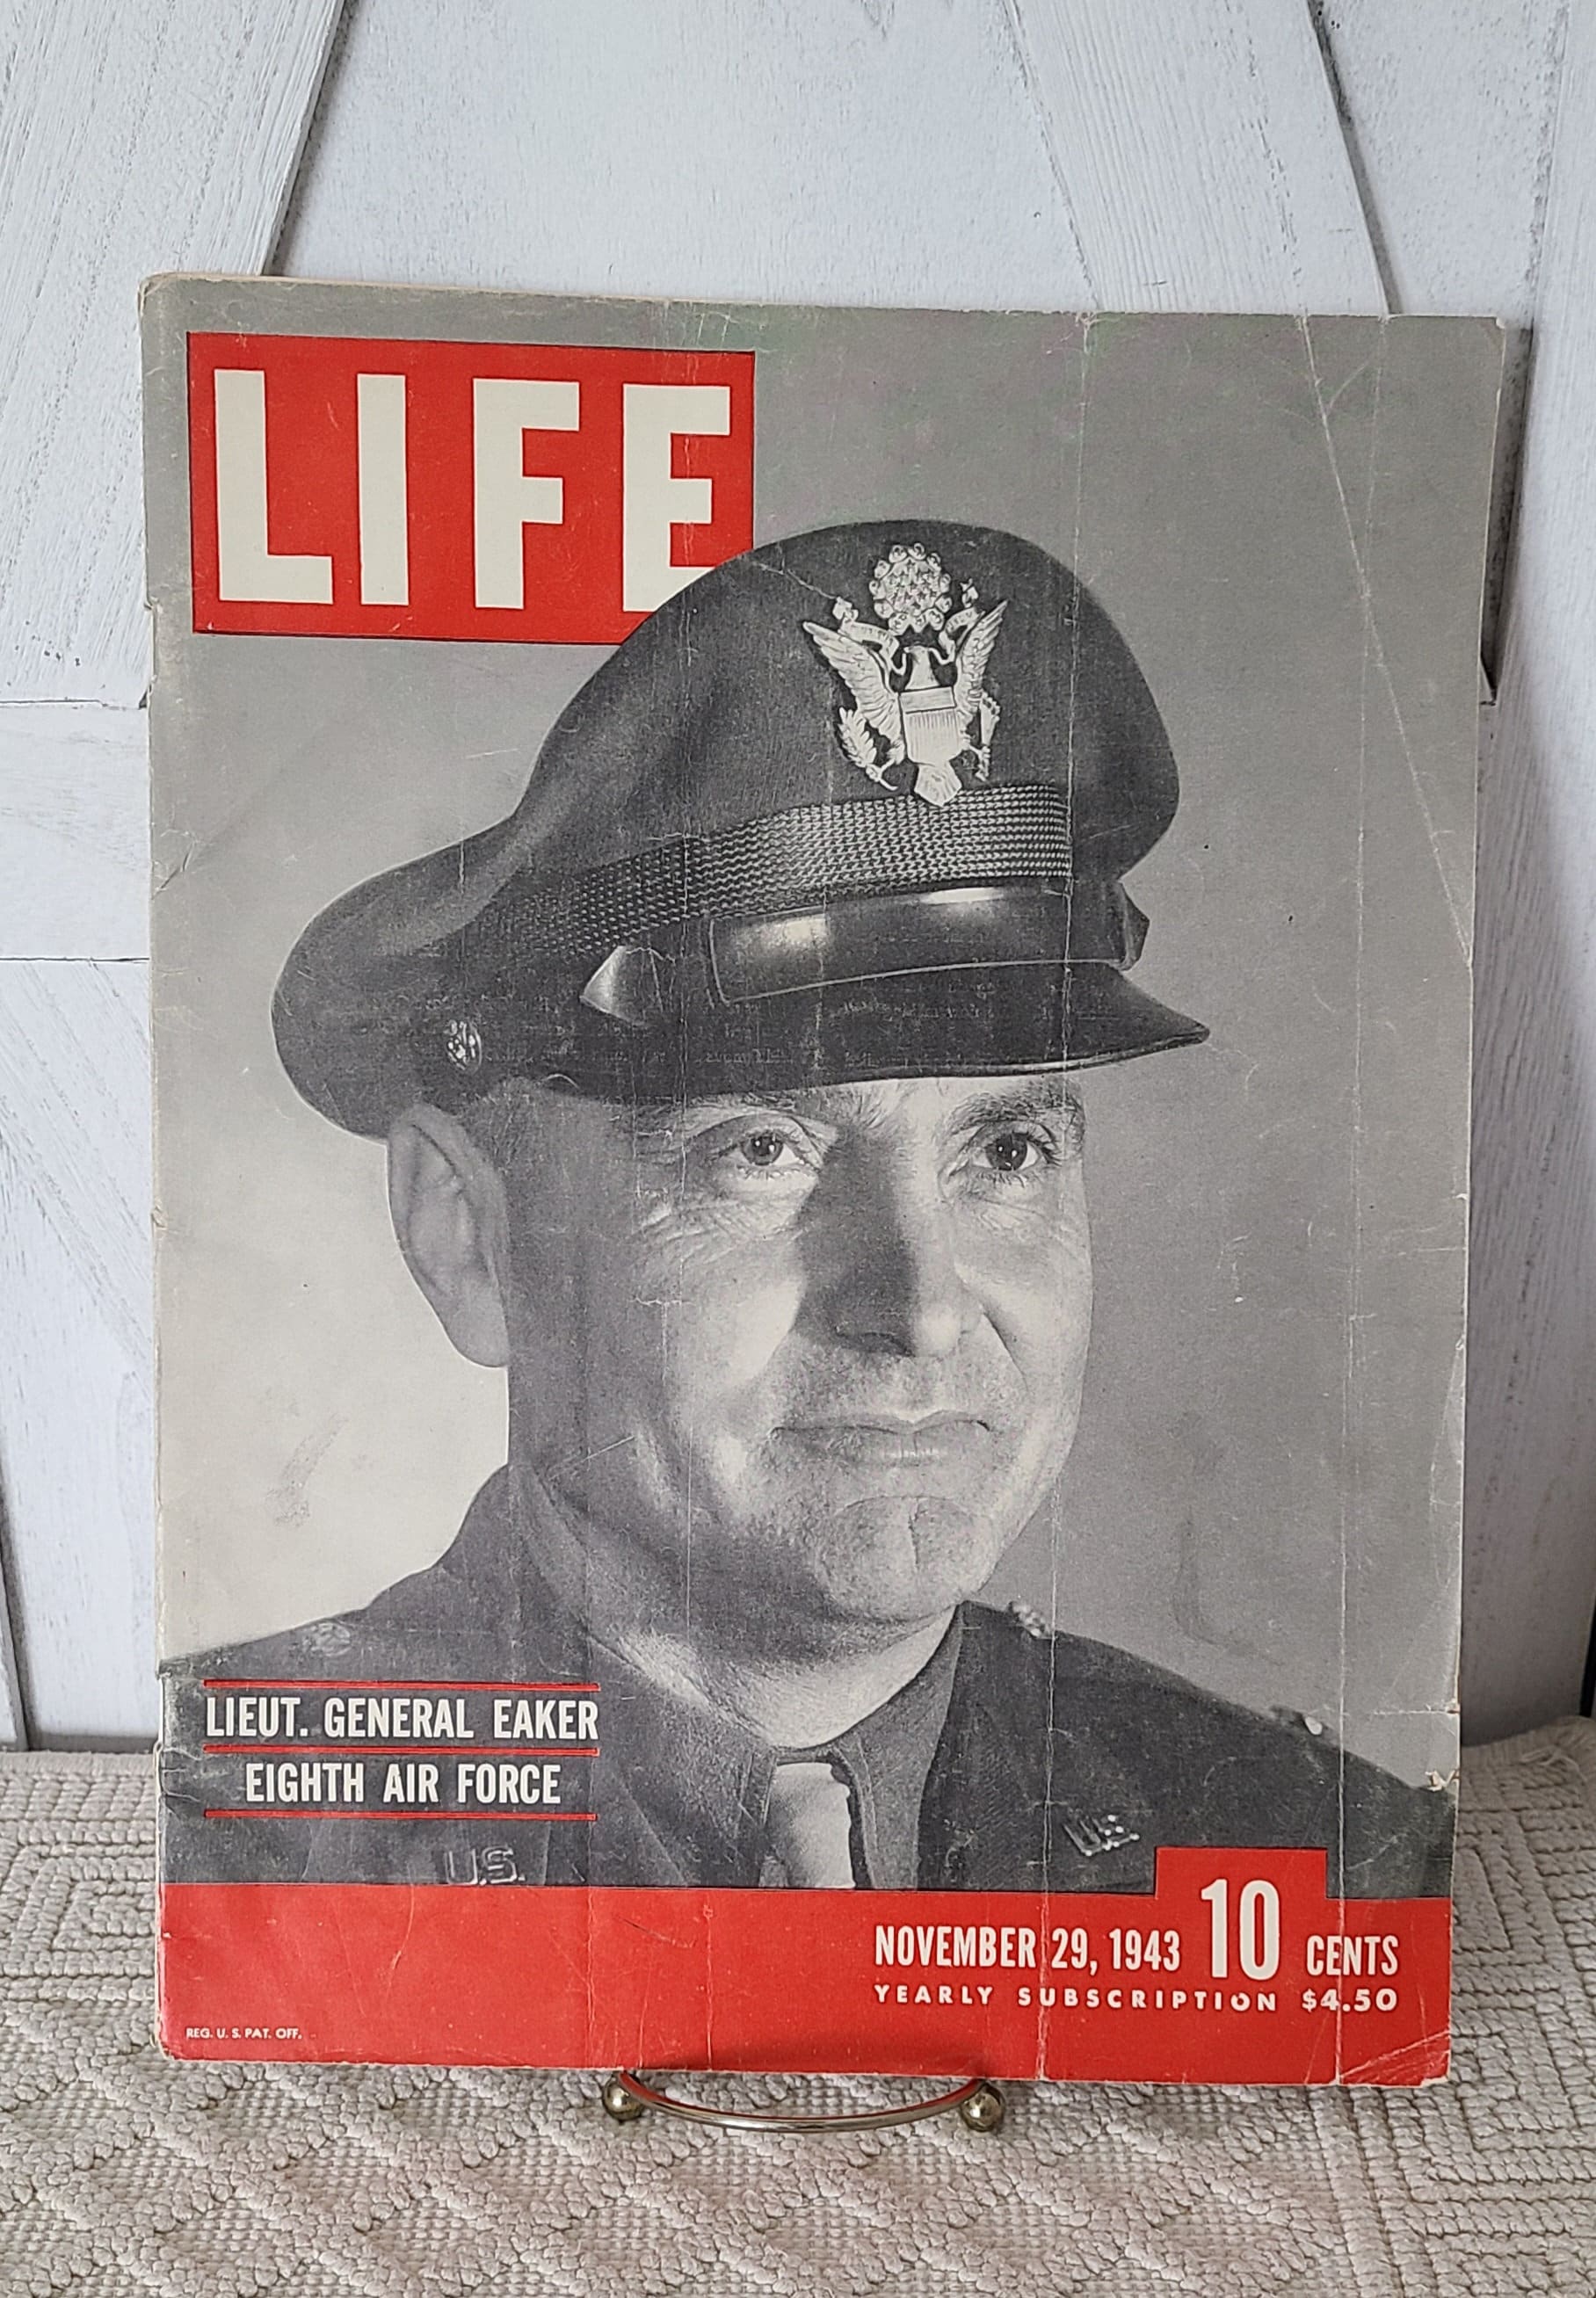 LIFE
LIEUT. GENERAL EAKER
EIGHTH AIR FORCE
U.S.
U.S.
NOVEMBER 29, 1943 10 CENTS
YEARLY SUBSCRIPTION $4.50
REG. U. S. PAT. OFF.